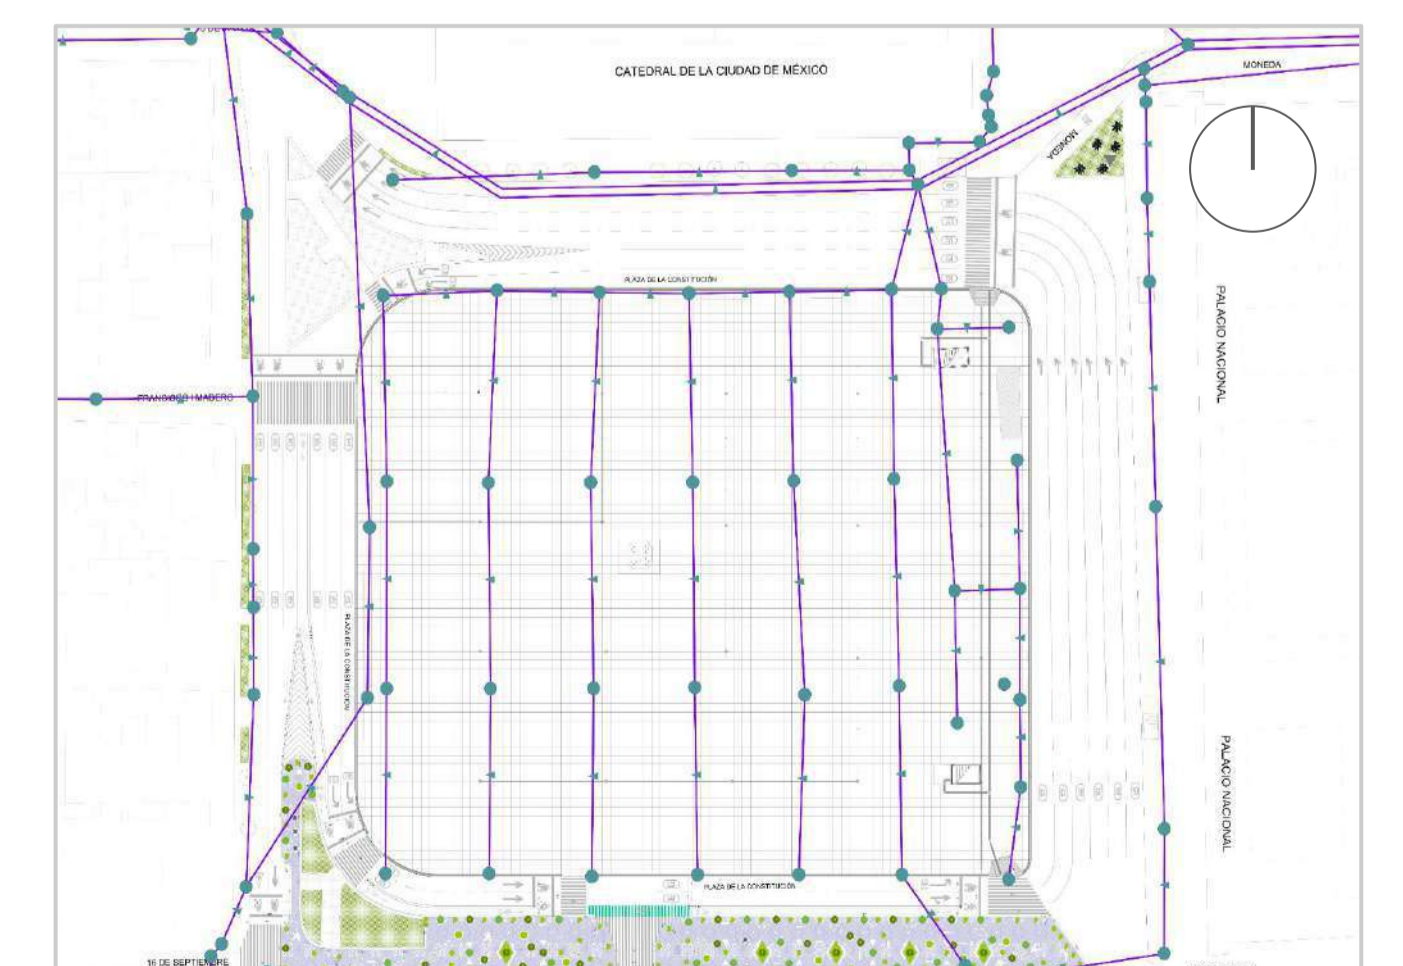 CATEDRAL DE LA CIUDAD DE MÉXICO
MONEDA
MONEDA
PLAZA DE LA CONSTITUCIÓN
PALACIO NACIONAL
FRANCISCO I MADERO
PLAZA DE LA CONSTITUCIÓN
PALACIO NACIONAL
PLAZA DE LA CONSTITUCIÓN
16 DE SEPTIEMBRE